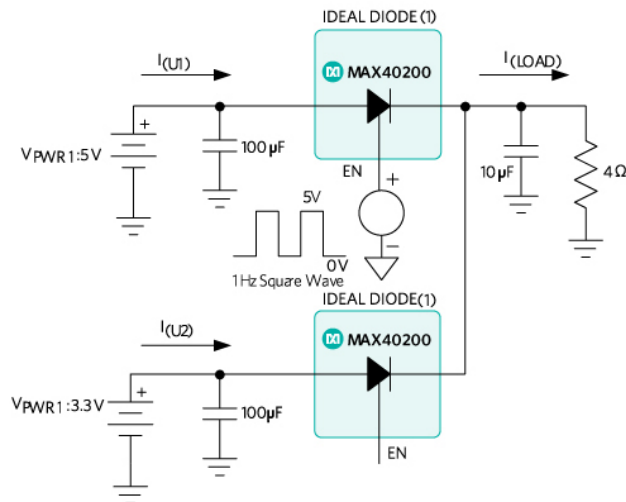 IDEAL DIODE(1)
I(U1)
MAX40200
I(LOAD)
+
VPWR1:5V
100µF
EN
+
10µF
4Ω
5V
0V
−
1Hz Square Wave
IDEAL DIODE(1)
I(U2)
MAX40200
+
VPWR1:3.3V
100µF
EN